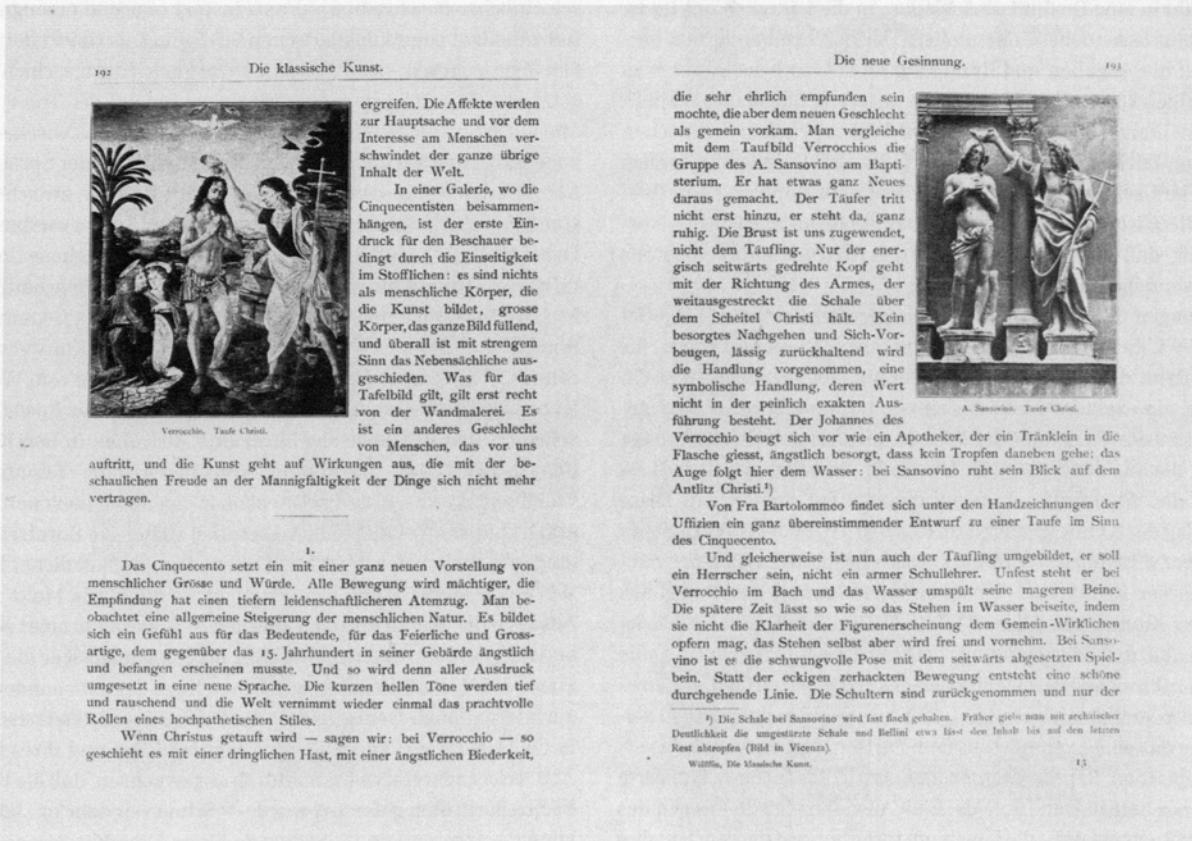 192
Die klassische Kunst.
ergreifen. Die Affekte werden
zur Hauptsache und vor dem
Interesse am Menschen ver-
schwindet der ganze übrige
Inhalt der Welt.
In einer Galerie, wo die
Cinquecentisten beisammen-
hängen, ist der erste Ein-
druck für den Beschauer be-
dingt durch die Einseitigkeit
im Stofflichen: es sind nichts
als menschliche Körper, die
die Kunst bildet, grosse
Körper, das ganze Bild füllend,
und überall ist mit strengem
Sinn das Nebensächliche aus-
geschieden. Was für das
Tafelbild gilt, gilt erst recht
von der Wandmalerei. Es
ist ein anderes Geschlecht
von Menschen, das vor uns
Verrocchio. Taufe Christi.
auftritt, und die Kunst geht auf Wirkungen aus, die mit der be-
schaulichen Freude an der Mannigfaltigkeit der Dinge sich nicht mehr
vertragen.
1.
Das Cinquecento setzt ein mit einer ganz neuen Vorstellung von
menschlicher Grösse und Würde. Alle Bewegung wird mächtiger, die
Empfindung hat einen tiefern leidenschaftlicheren Atemzug. Man be-
obachtet eine allgemeine Steigerung der menschlichen Natur. Es bildet
sich ein Gefühl aus für das Bedeutende, für das Feierliche und Gross-
artige, dem gegenüber das 15. Jahrhundert in seiner Gebärde ängstlich
und befangen erscheinen musste. Und so wird denn aller Ausdruck
umgesetzt in eine neue Sprache. Die kurzen hellen Töne werden tief
und rauschend und die Welt vernimmt wieder einmal das prachtvolle
Rollen eines hochpathetischen Stiles.
Wenn Christus getauft wird — sagen wir: bei Verrocchio — so
geschieht es mit einer dringlichen Hast, mit einer ängstlichen Biederkeit,
Die neue Gesinnung.
193
die sehr ehrlich empfunden sein
mochte, die aber dem neuen Geschlecht
als gemein vorkam. Man vergleiche
mit dem Taufbild Verrocchios die
Gruppe des A. Sansovino am Bapti-
sterium. Er hat etwas ganz Neues
daraus gemacht. Der Täufer tritt
nicht erst hinzu, er steht da, ganz
ruhig. Die Brust ist uns zugewendet,
nicht dem Täufling. Nur der ener-
gisch seitwärts gedrehte Kopf geht
mit der Richtung des Armes, der
weitausgestreckt die Schale über
dem Scheitel Christi hält. Kein
besorgtes Nachgehen und Sich-Vor-
beugen, lässig zurückhaltend wird
die Handlung vorgenommen, eine
symbolische Handlung, deren Wert
nicht in der peinlich exakten Aus-
führung besteht. Der Johannes des
A. Sansovino. Taufe Christi.
Verrocchio beugt sich vor wie ein Apotheker, der ein Tränklein in die
Flasche giesst, ängstlich besorgt, dass kein Tropfen daneben gehe; das
Auge folgt hier dem Wasser: bei Sansovino ruht sein Blick auf dem
Antlitz Christi.¹)
Von Fra Bartolommeo findet sich unter den Handzeichnungen der
Uffizien ein ganz übereinstimmender Entwurf zu einer Taufe im Sinn
des Cinquecento.
Und gleicherweise ist nun auch der Täufling umgebildet, er soll
ein Herrscher sein, nicht ein armer Schullehrer. Unfest steht er bei
Verrocchio im Bach und das Wasser umspült seine mageren Beine.
Die spätere Zeit lässt so wie so das Stehen im Wasser beiseite, indem
sie nicht die Klarheit der Figurenerscheinung dem Gemein-Wirklichen
opfern mag, das Stehen selbst aber wird frei und vornehm. Bei Sanso-
vino ist es die schwungvolle Pose mit dem seitwärts abgesetzten Spiel-
bein. Statt der eckigen zerhackten Bewegung entsteht eine schöne
durchgehende Linie. Die Schultern sind zurückgenommen und nur der
¹) Die Schale bei Sansovino wird fast flach gehalten. Früher giebt man mit archaischer
Deutlichkeit die umgestürzte Schale und Bellini etwa lässt den Inhalt bis auf den letzten
Rest abtropfen (Bild in Vicenza).
Wölfflin, Die klassische Kunst.
13